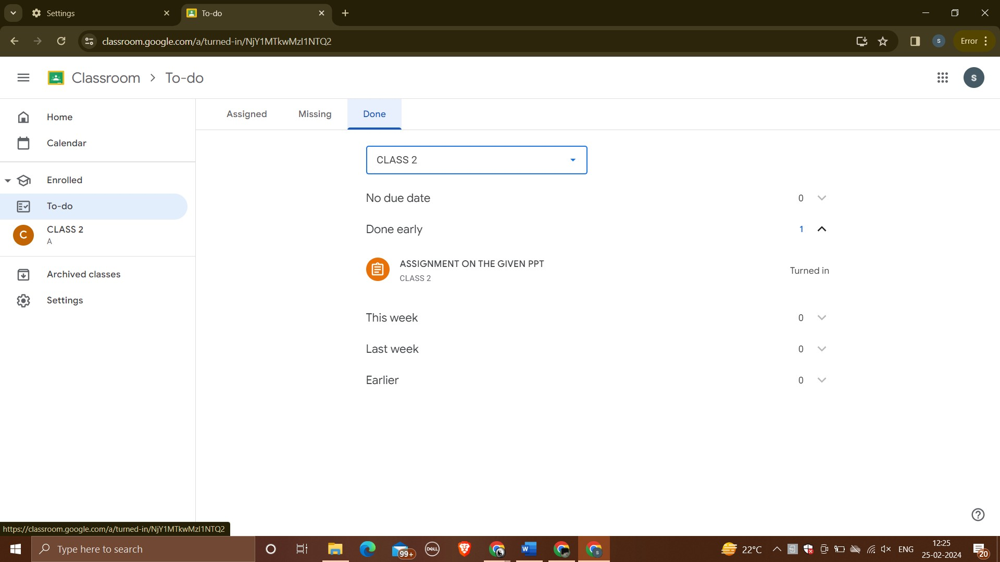 Settings
To-do
classroom.google.com/a/turned-in/NjY1MTkwMzI1NTQ2
S
Error
Classroom > To-do
S
Home
Calendar
Enrolled
To-do
C
CLASS 2
A
Archived classes
Settings
Assigned
Missing
Done
CLASS 2
No due date
0
Done early
1
ASSIGNMENT ON THE GIVEN PPT
CLASS 2
Turned in
This week
0
Last week
0
Earlier
0
https://classroom.google.com/a/turned-in/NjY1MTkwMzI1NTQ2
Type here to search
99+
DELL
W
S
22°C
ENG
12:25
25-02-2024
20